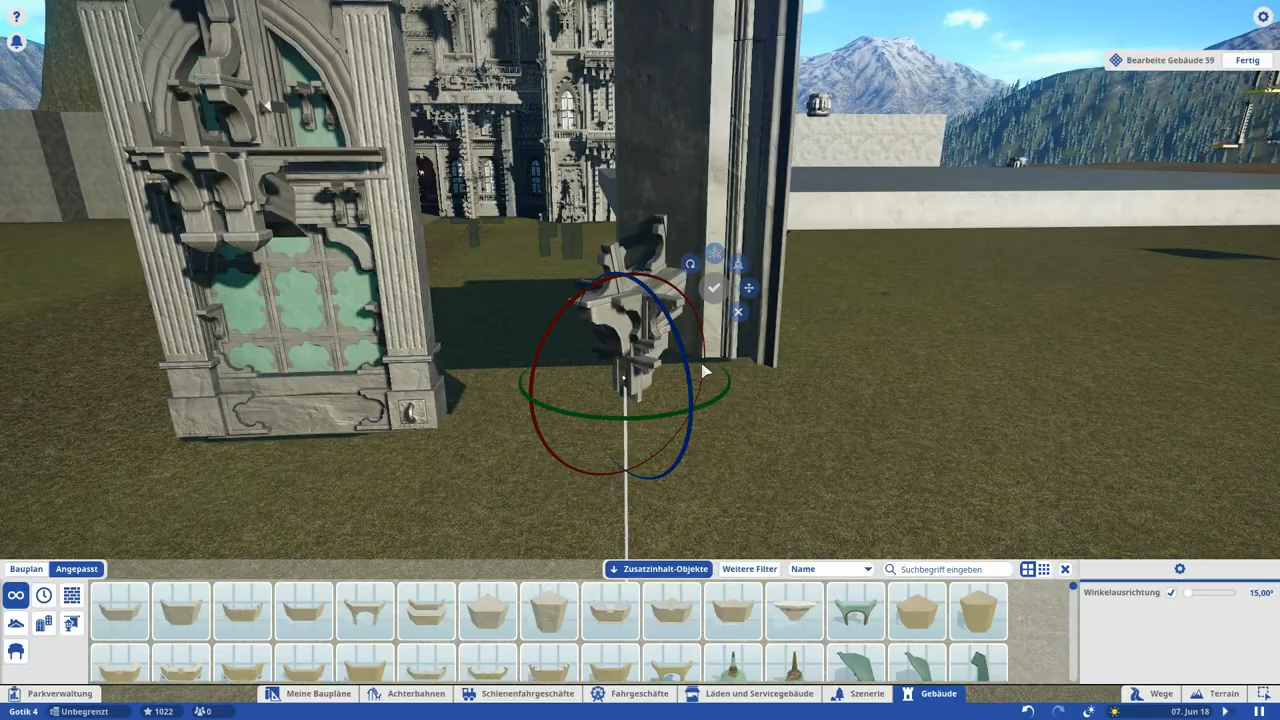 Bearbeite Gebäude 59 Fertig
Bauplan Angepasst Zusatzinhalt-Objekte Weitere Filter Name Suchbegriff eingeben
Winkelausrichtung 15,00°
Parkverwaltung Meine Baupläne Achterbahnen Schienenfahrgeschäfte Fahrgeschäfte Läden und Servicegebäude Szenerie Gebäude Wege Terrain
Gotik 4 Unbegrenzt 1022 0 07. Jun 18